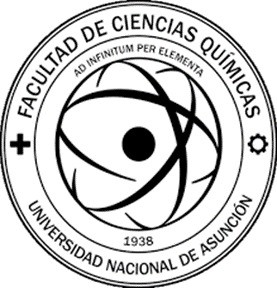 FACULTAD DE CIENCIAS QUÍMICAS
AD INFINITUM PER ELEMENTA
1938
UNIVERSIDAD NACIONAL DE ASUNCIÓN